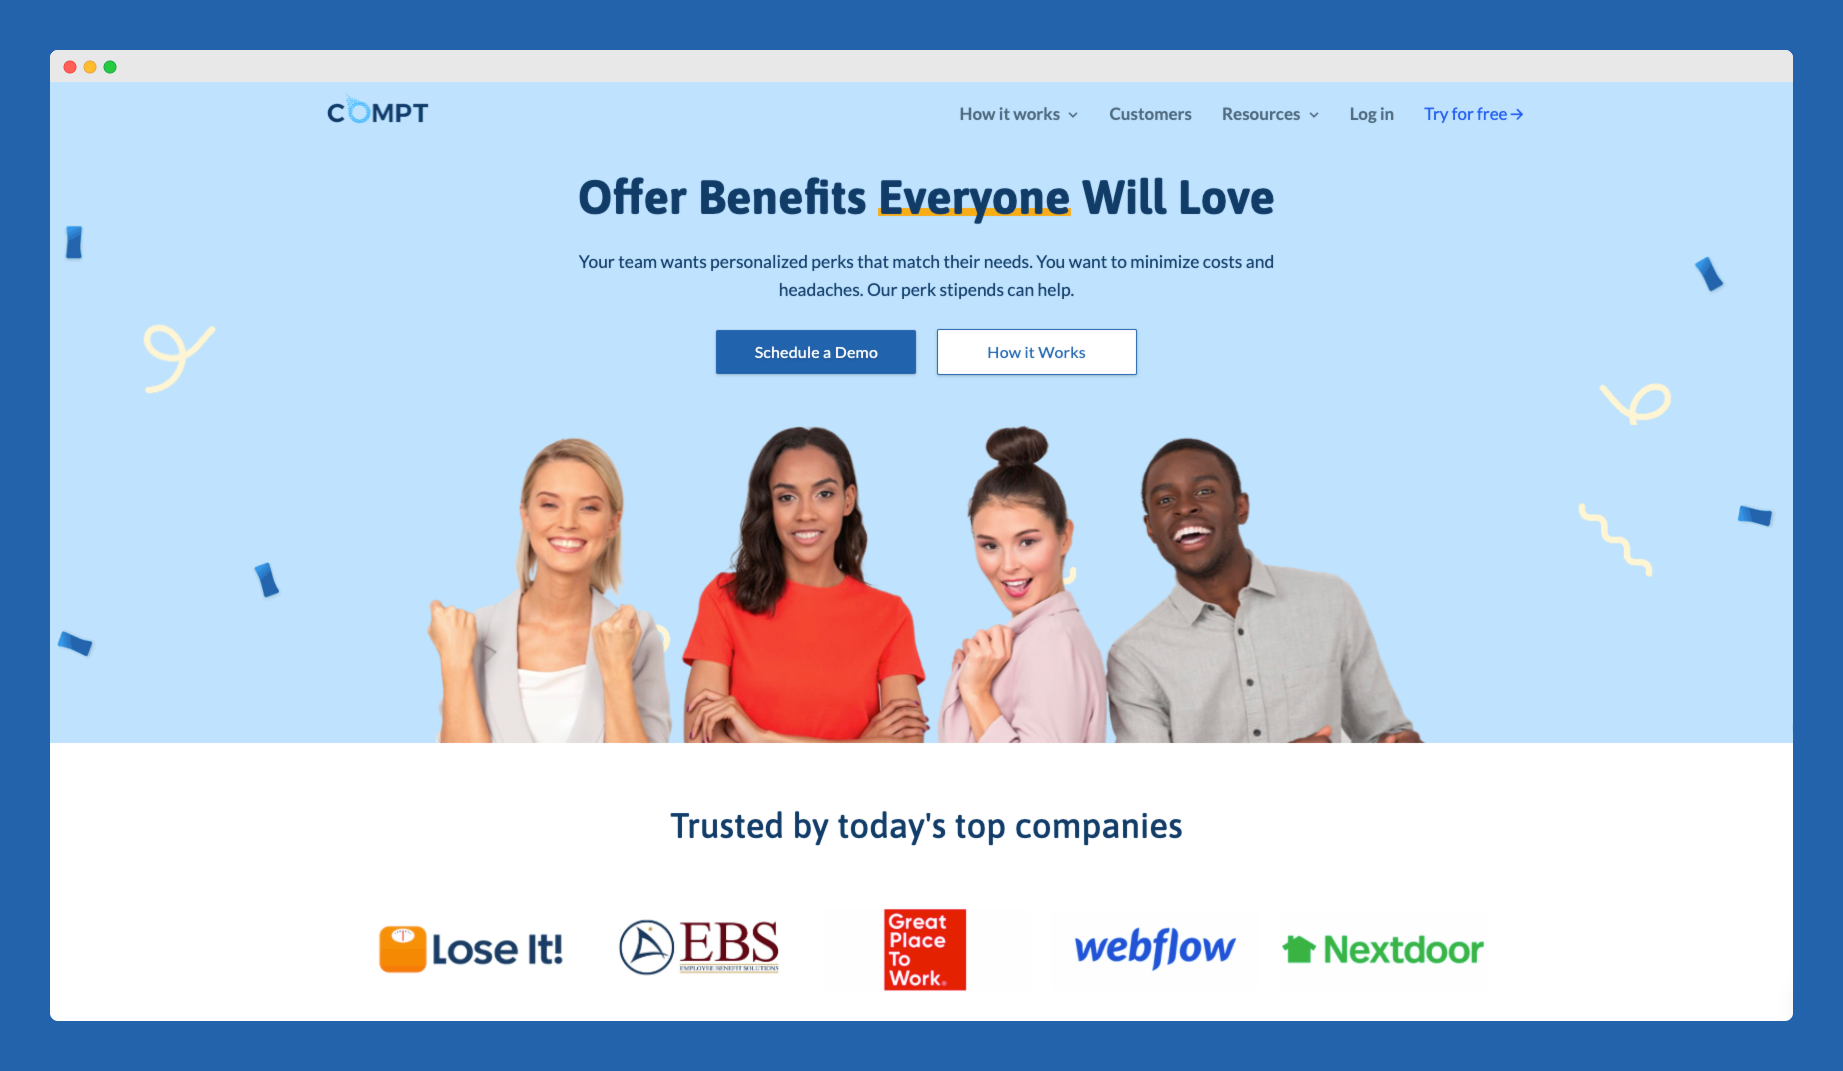 COMPT
How it works
Customers
Resources
Log in
Try for free →
Offer Benefits Everyone Will Love
Your team wants personalized perks that match their needs. You want to minimize costs and
headaches. Our perk stipends can help.
Schedule a Demo
How it Works
Trusted by today's top companies
Lose It!
EBS
EMPLOYEE BENEFIT SOLUTIONS
Great
Place
To
Work®
webflow
Nextdoor